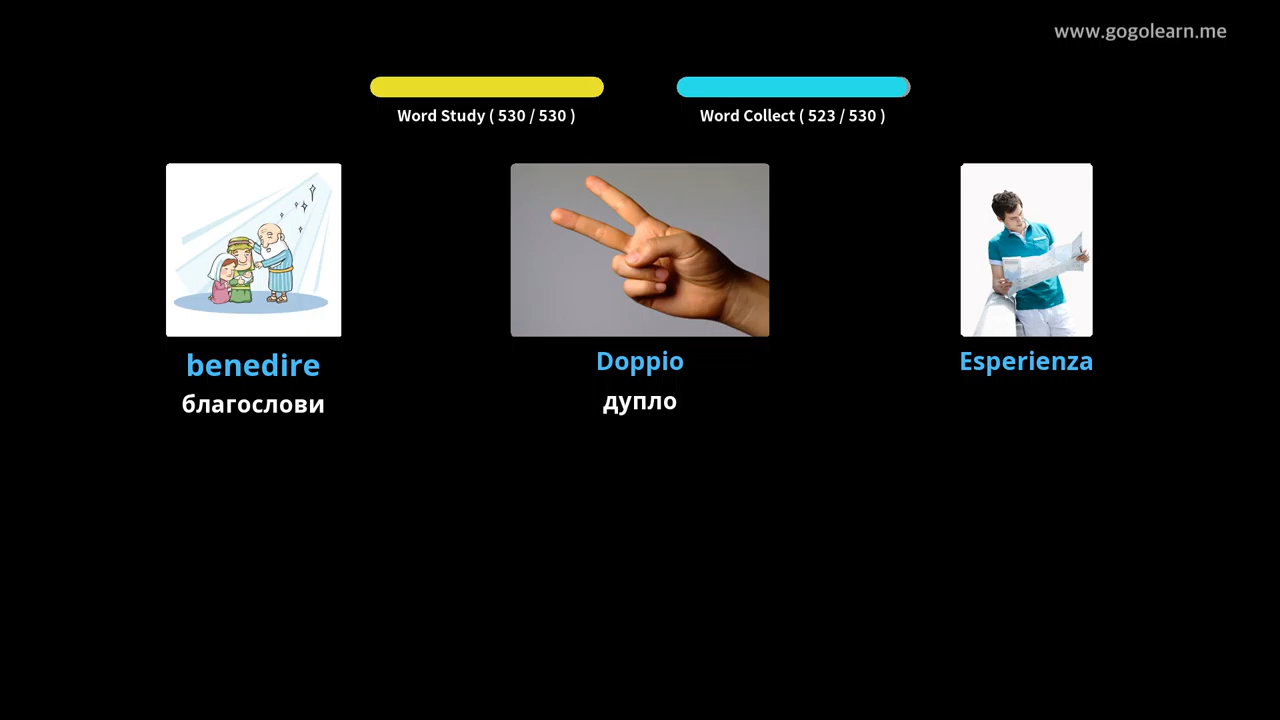 www.gogolearn.me
Word Study ( 530 / 530 )
Word Collect ( 523 / 530 )
benedire
благослови
Doppio
дупло
Esperienza